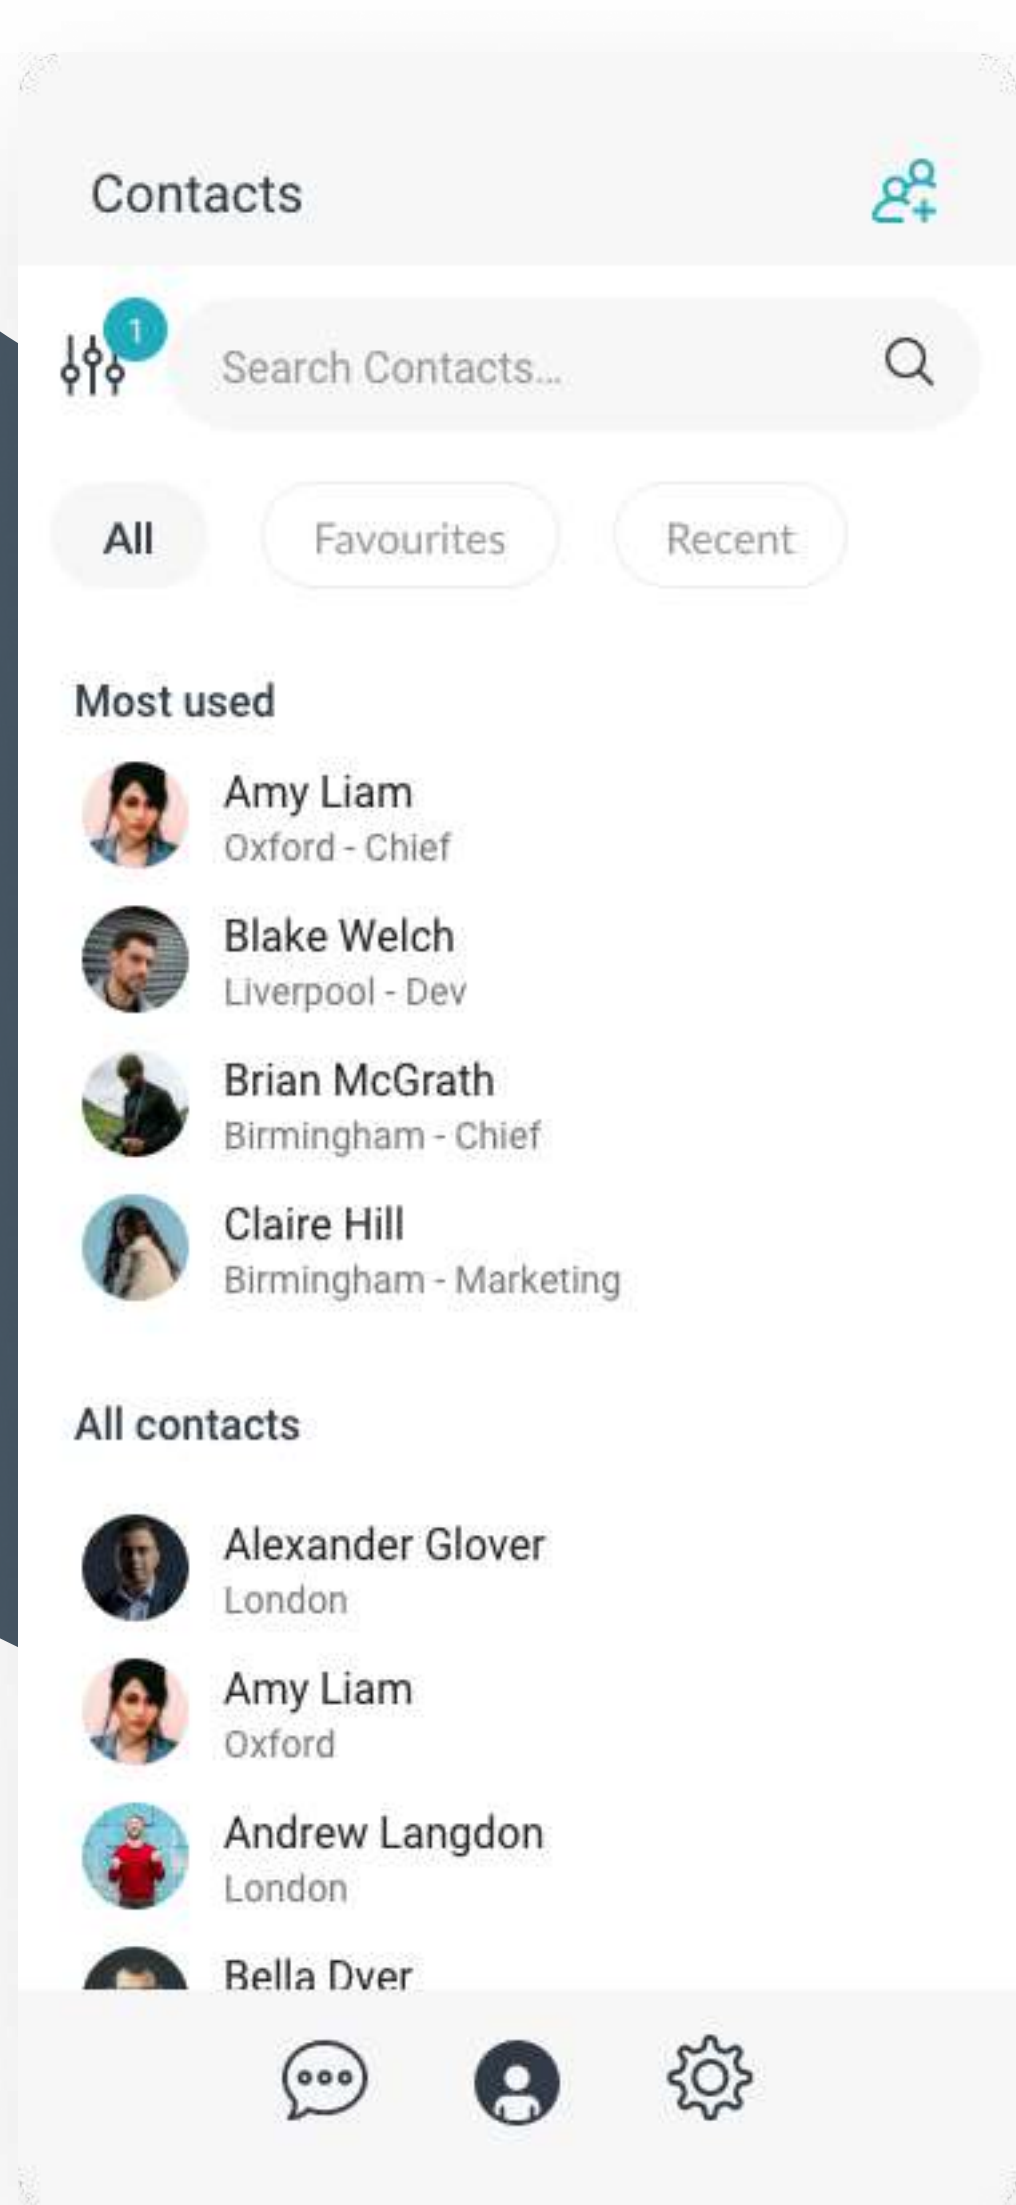 Contacts
1
Search Contacts...
All
Favourites
Recent
Most used
Amy Liam
Oxford - Chief
Blake Welch
Liverpool - Dev
Brian McGrath
Birmingham - Chief
Claire Hill
Birmingham - Marketing
All contacts
Alexander Glover
London
Amy Liam
Oxford
Andrew Langdon
London
Bella Dyer